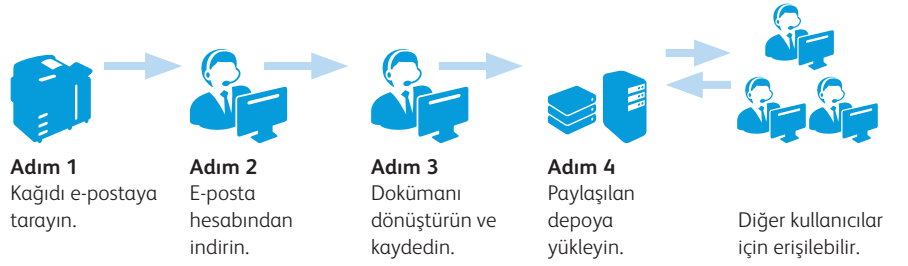 Adım 1
Kağıdı e-postaya
tarayın.
Adım 2
E-posta
hesabından
indirin.
Adım 3
Dokümanı
dönüştürün ve
kaydedin.
Adım 4
Paylaşılan
depoya
yükleyin.
Diğer kullanıcılar
için erişilebilir.